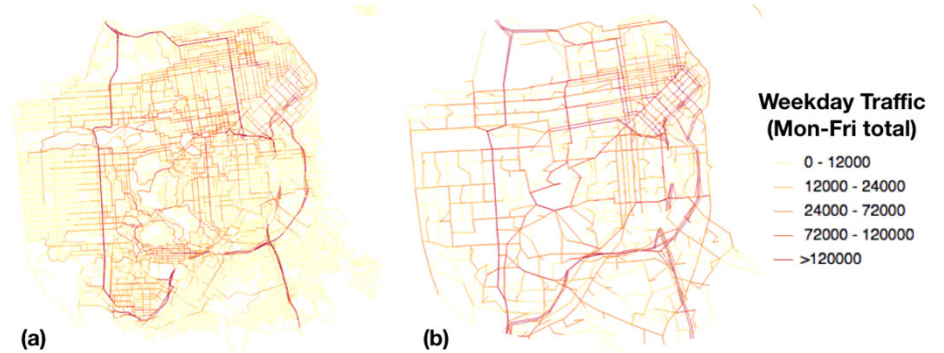 Weekday Traffic
(Mon-Fri total)
0 - 12000
12000 - 24000
24000 - 72000
72000 - 120000
>120000
(a)
(b)